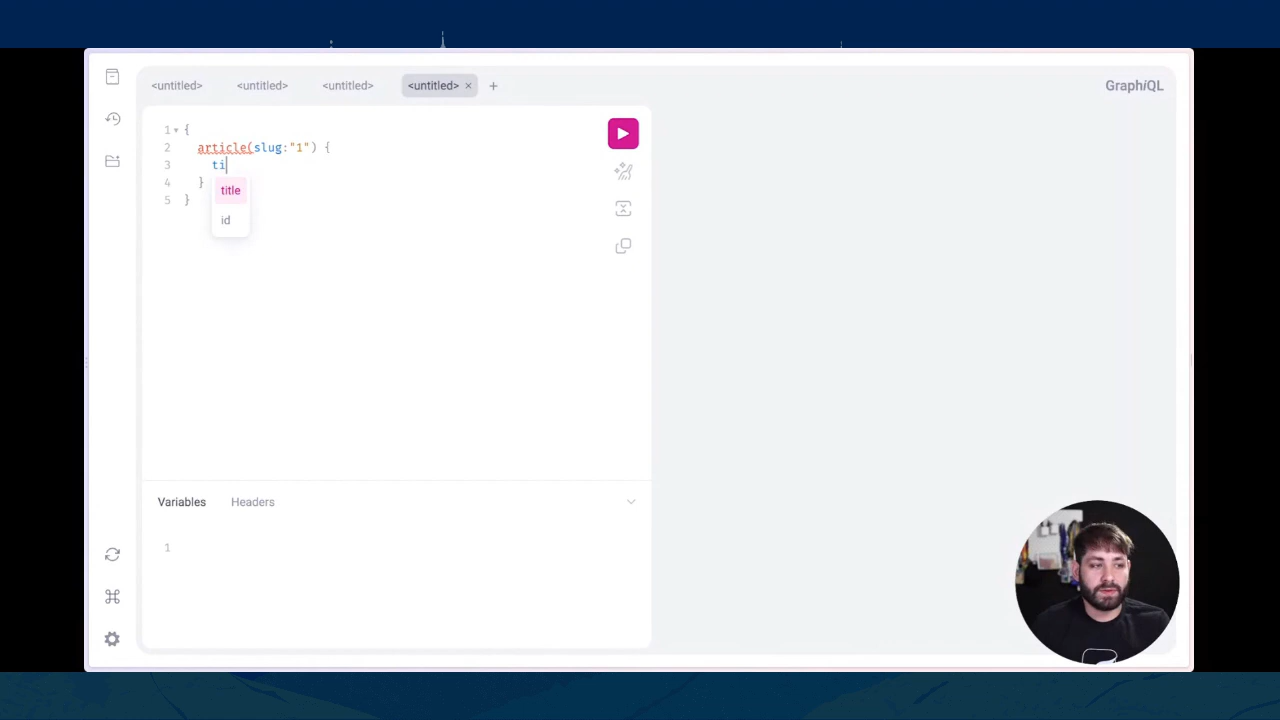 <untitled> <untitled> <untitled> <untitled> × + GraphiQL
1 {
2 article(slug:"1") {
3 ti
4 }
5 }
title
id
Variables Headers
1